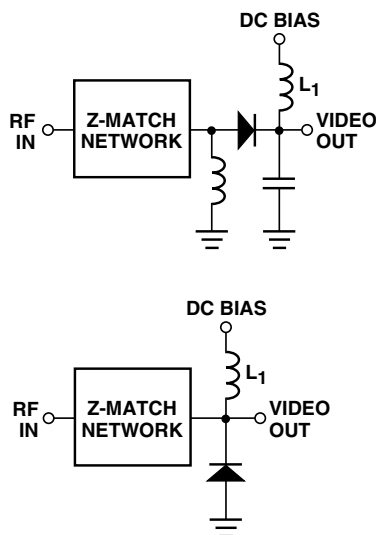 DC BIAS
L1
RF
IN
Z-MATCH
NETWORK
VIDEO
OUT
DC BIAS
L1
RF
IN
Z-MATCH
NETWORK
VIDEO
OUT